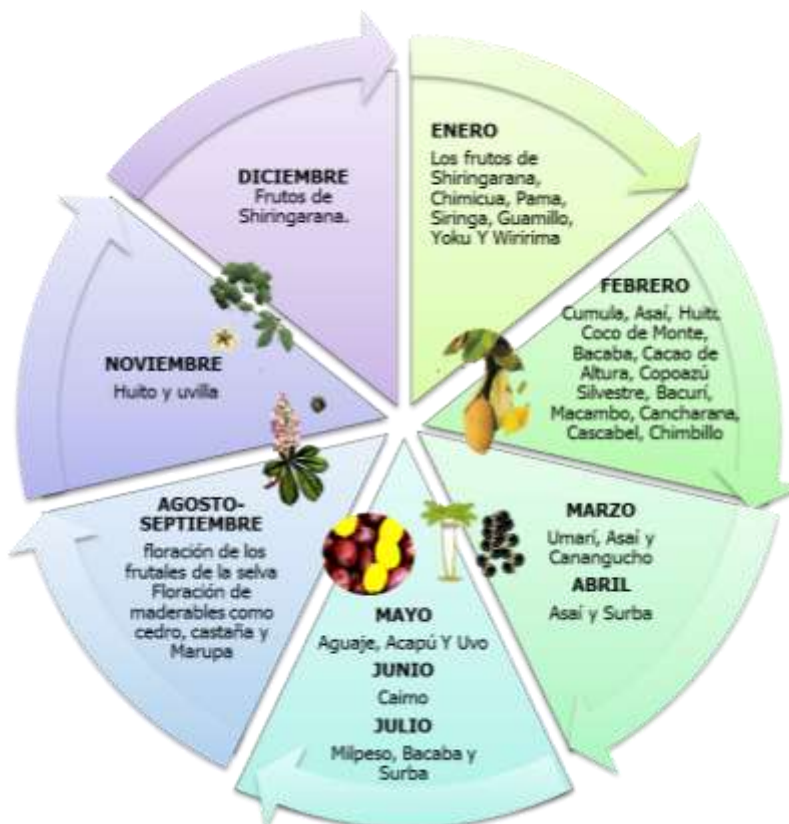 ENERO
Los frutos de
Shiringarana,
Chimicua, Pama,
Siringa, Guamillo,
Yoku Y Wiririma
FEBRERO
Cumula, Asaí, Huito,
Coco de Monte,
Bacaba, Cacao de
Altura, Copoazú
Silvestre, Bacurí,
Macambo, Cancharana,
Cascabel, Chimbillo
MARZO
Umarí, Asaí y
Canangucho
ABRIL
Asaí y Surba
MAYO
Aguaje, Acapú Y Uvo
JUNIO
Caimo
JULIO
Milpeso, Bacaba y
Surba
AGOSTO-
SEPTIEMBRE
floración de los
frutales de la selva
Floración de
maderables como
cedro, castaña y
Marupa
NOVIEMBRE
Huito y uvilla
DICIEMBRE
Frutos de
Shiringarana.